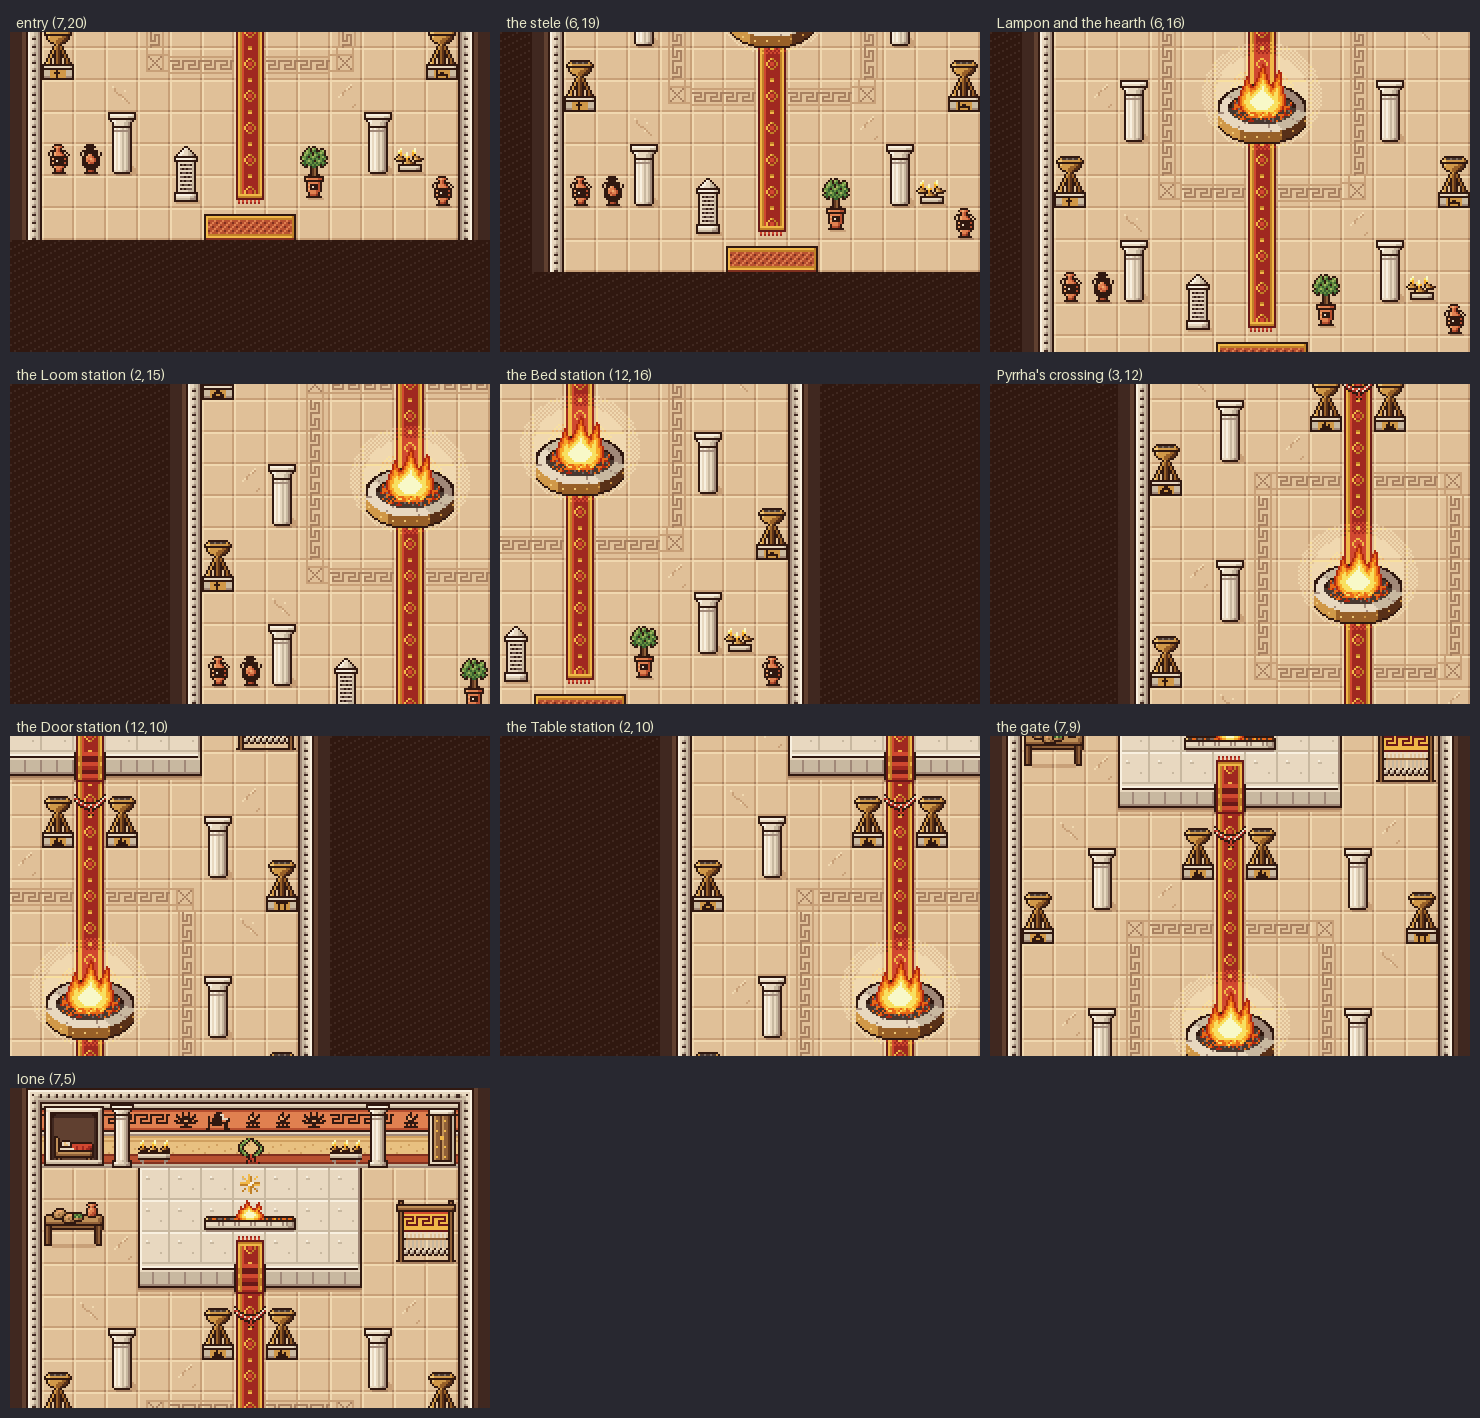 entry (7,20)
the stele (6,19)
Lampon and the hearth (6,16)
the Loom station (2,15)
the Bed station (12,16)
Pyrrha's crossing (3,12)
the Door station (12,10)
the Table station (2,10)
the gate (7,9)
Ione (7,5)